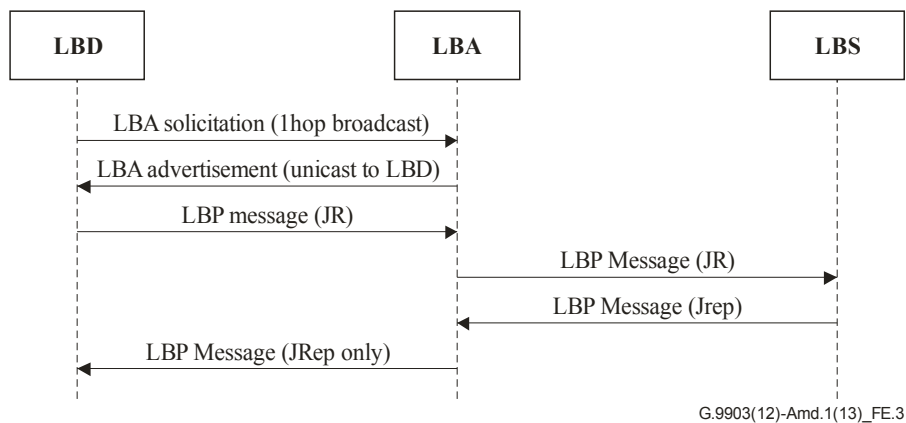 LBD
LBA
LBS
LBA solicitation (1hop broadcast)
LBA advertisement (unicast to LBD)
LBP message (JR)
LBP Message (JR)
LBP Message (Jrep)
LBP Message (JRep only)
G.9903(12)-Amd.1(13)_FE.3